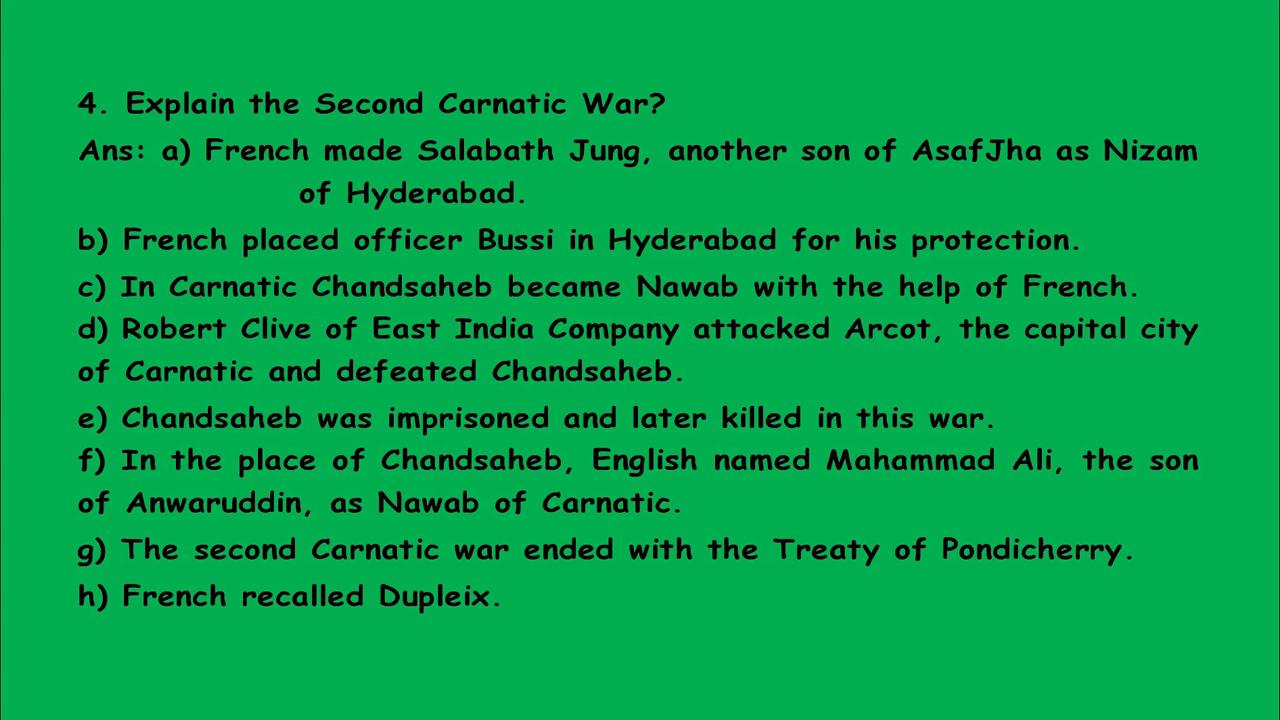 4. Explain the Second Carnatic War?
Ans: a) French made Salabath Jung, another son of AsafJha as Nizam
of Hyderabad.
b) French placed officer Bussi in Hyderabad for his protection.
c) In Carnatic Chandsaheb became Nawab with the help of French.
d) Robert Clive of East India Company attacked Arcot, the capital city
of Carnatic and defeated Chandsaheb.
e) Chandsaheb was imprisoned and later killed in this war.
f) In the place of Chandsaheb, English named Mahammad Ali, the son
of Anwaruddin, as Nawab of Carnatic.
g) The second Carnatic war ended with the Treaty of Pondicherry.
h) French recalled Dupleix.